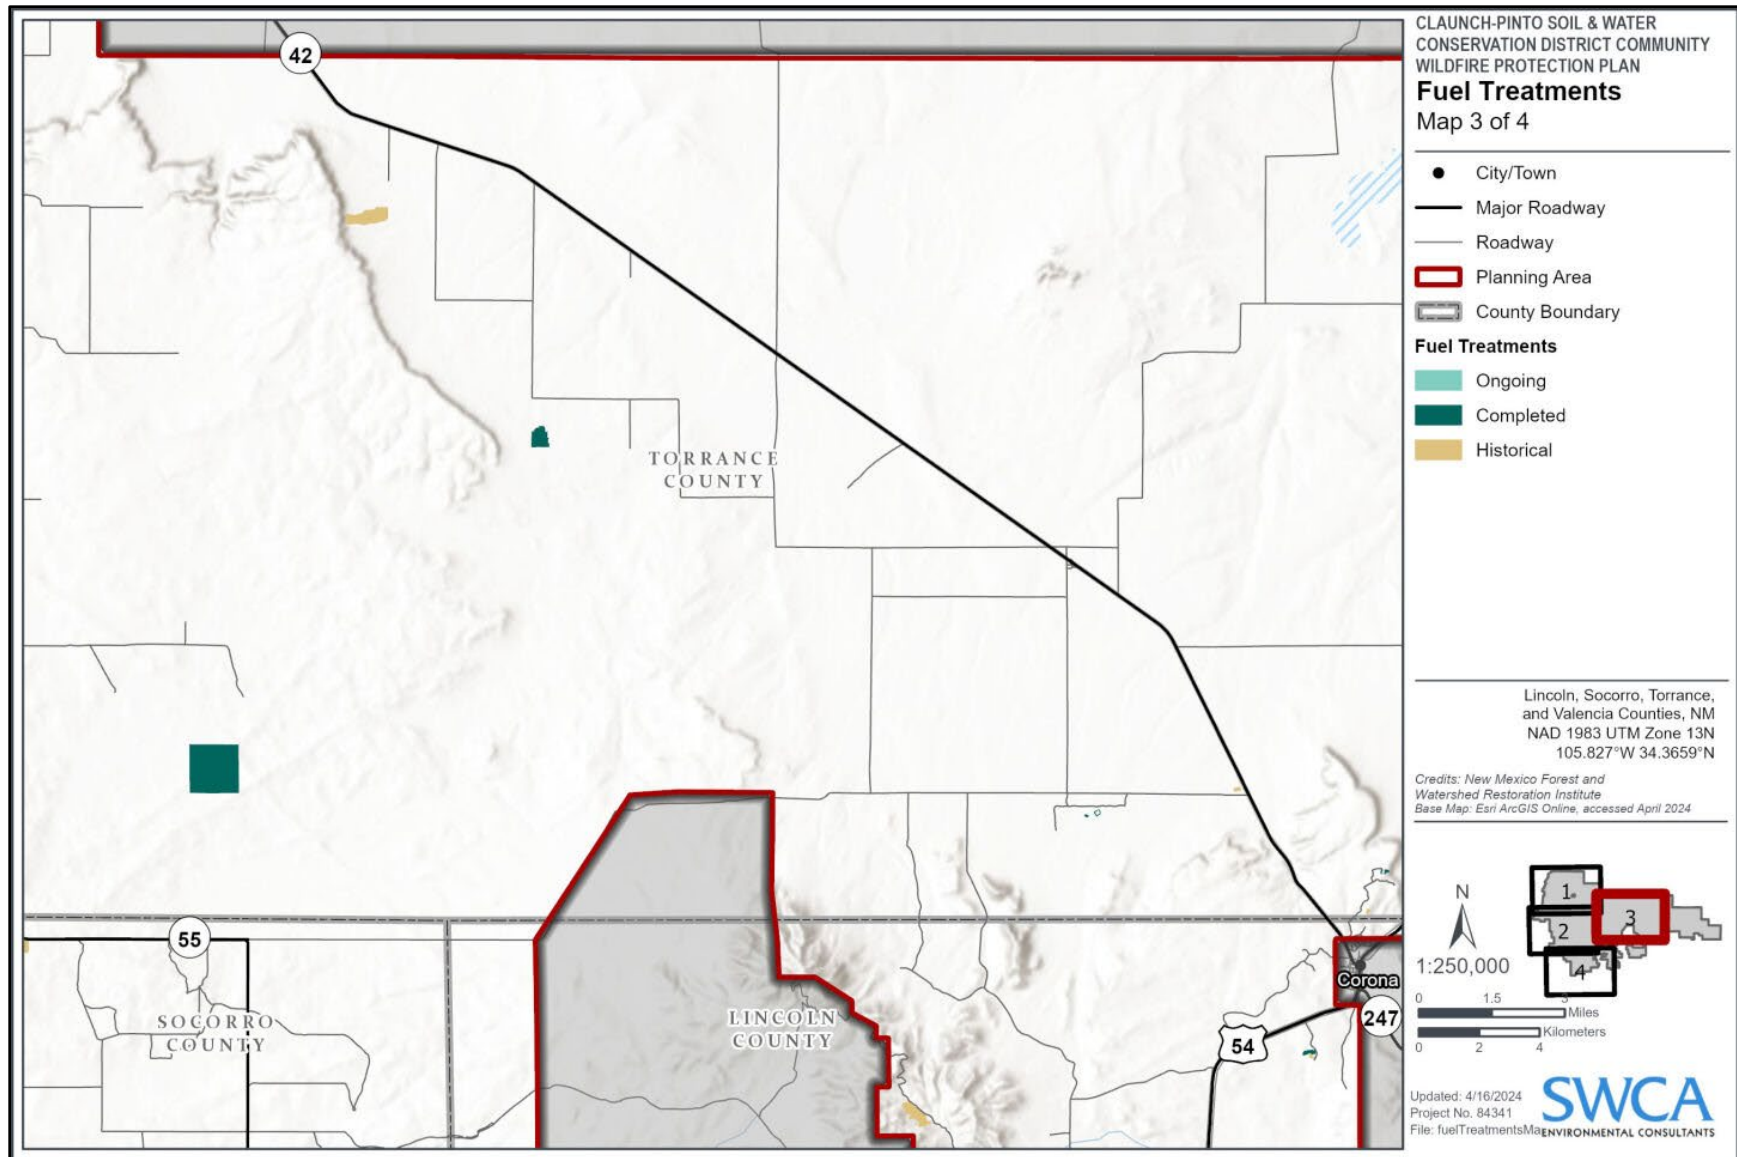 42
TORRANCE
COUNTY
55
SOCORRO
COUNTY
LINCOLN
COUNTY
Corona
247
54
CLAUNCH-PINTO SOIL & WATER
CONSERVATION DISTRICT COMMUNITY
WILDFIRE PROTECTION PLAN
Fuel Treatments
Map 3 of 4
City/Town
Major Roadway
Roadway
Planning Area
County Boundary
Fuel Treatments
Ongoing
Completed
Historical
Lincoln, Socorro, Torrance,
and Valencia Counties, NM
NAD 1983 UTM Zone 13N
105.827°W 34.3659°N
Credits: New Mexico Forest and
Watershed Restoration Institute
Base Map: Esri ArcGIS Online, accessed April 2024
N
1:250,000
1
2
3
4
0 1.5 3
Miles
Kilometers
0 2 4
Updated: 4/16/2024
Project No. 84341
File: fuelTreatmentsMa
SWCA
ENVIRONMENTAL CONSULTANTS